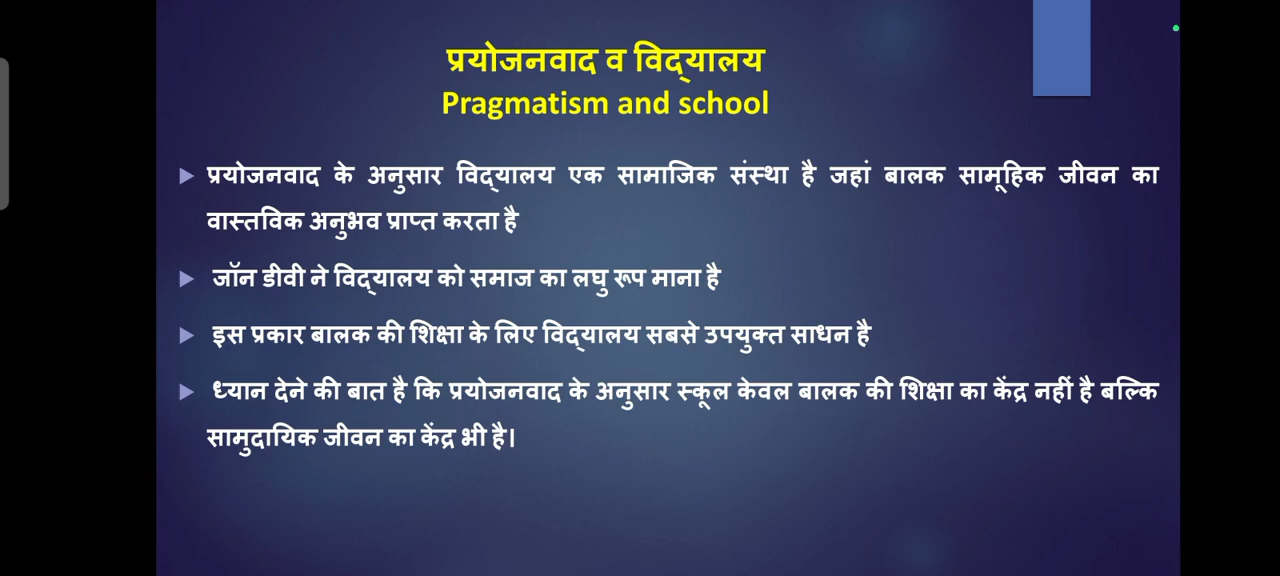 प्रयोजनवाद व विद्यालय
Pragmatism and school
प्रयोजनवाद के अनुसार विद्यालय एक सामाजिक संस्था है जहां बालक सामूहिक जीवन का
वास्तविक अनुभव प्राप्त करता है
जॉन डीवी ने विद्यालय को समाज का लघु रूप माना है
इस प्रकार बालक की शिक्षा के लिए विद्यालय सबसे उपयुक्त साधन है
ध्यान देने की बात है कि प्रयोजनवाद के अनुसार स्कूल केवल बालक की शिक्षा का केंद्र नहीं है बल्कि
सामुदायिक जीवन का केंद्र भी है।